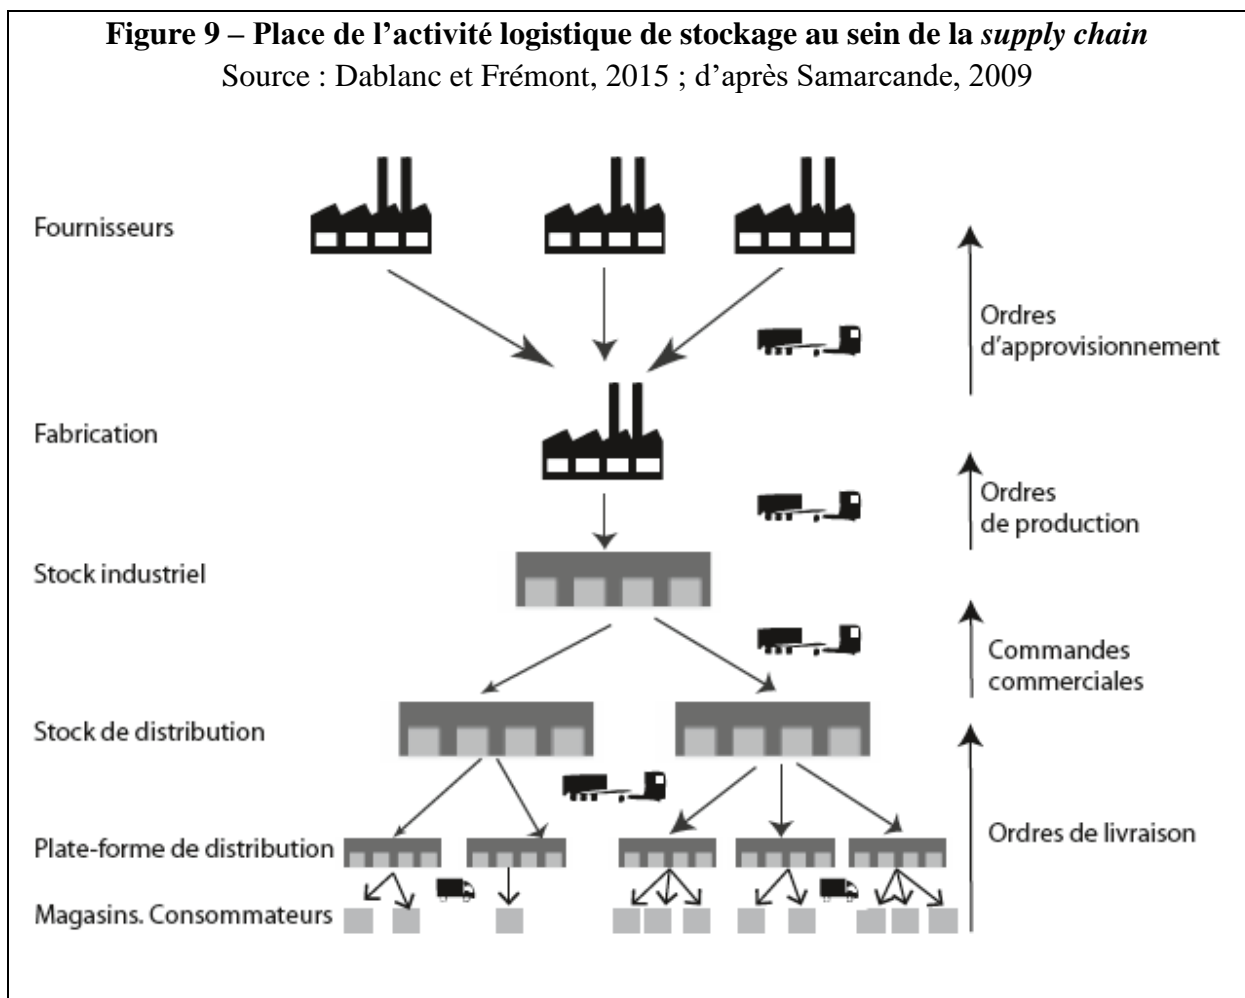 Figure 9 – Place de l’activité logistique de stockage au sein de la supply chain
Source : Dablanc et Frémont, 2015 ; d’après Samarcande, 2009
Fournisseurs
Ordres
d’approvisionnement
Fabrication
Ordres
de production
Stock industriel
Commandes
commerciales
Stock de distribution
Ordres de livraison
Plate-forme de distribution
Magasins. Consommateurs